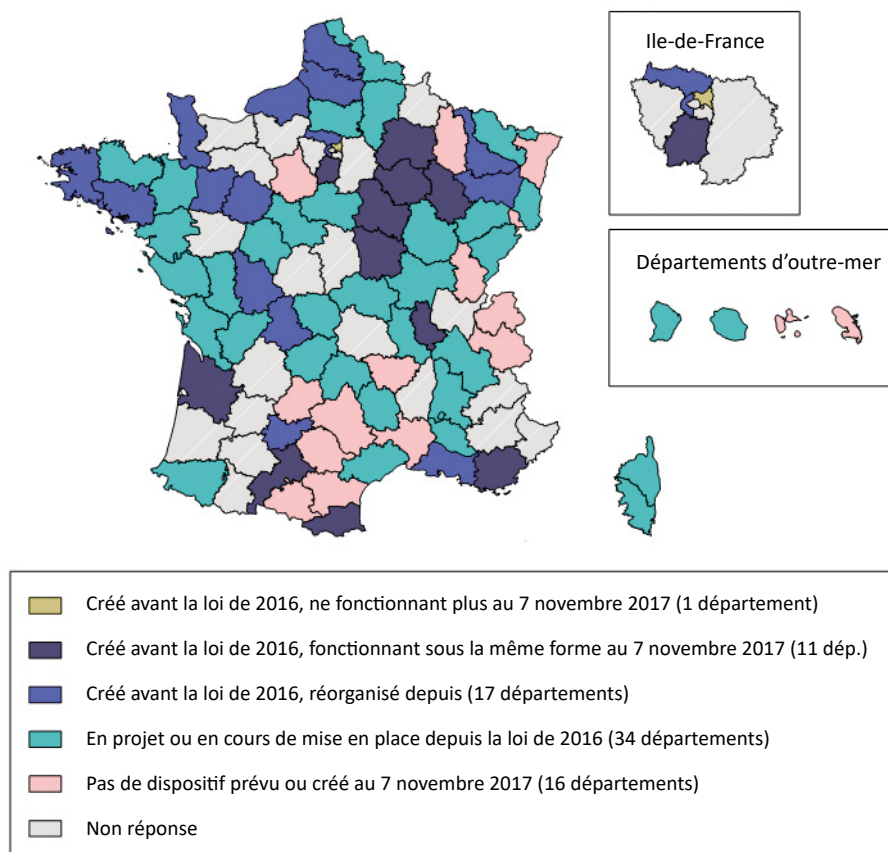 Ile-de-France
Départements d'outre-mer
Créé avant la loi de 2016, ne fonctionnant plus au 7 novembre 2017 (1 département)
Créé avant la loi de 2016, fonctionnant sous la même forme au 7 novembre 2017 (11 dép.)
Créé avant la loi de 2016, réorganisé depuis (17 départements)
En projet ou en cours de mise en place depuis la loi de 2016 (34 départements)
Pas de dispositif prévu ou créé au 7 novembre 2017 (16 départements)
Non réponse